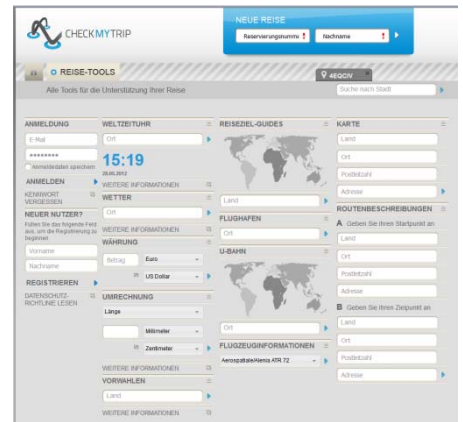 CHECKMYTRIP
NEUE REISE
Reservierungsnumme !
Nachname !
REISE-TOOLS
4EQCIV
Alle Tools für die Unterstützung Ihrer Reise
Suche nach Stadt
ANMELDUNG
E-Mail
********
Anmeldedaten speichern
ANMELDEN
KENNWORT
VERGESSEN
NEUER NUTZER?
Füllen Sie das folgende Feld
aus, um die Registrierung zu
beginnen
Vorname
Nachname
REGISTRIEREN
DATENSCHUTZ-
RICHTLINIE LESEN
WELTZEITUHR
Ort
15:19
WEITERE INFORMATIONEN
WETTER
Ort
WEITERE INFORMATIONEN
WÄHRUNG
Betrag
Euro
US Dollar
UMRECHNUNG
Länge
Millimeter
Zentimeter
WEITERE INFORMATIONEN
VORWAHLEN
Land
WEITERE INFORMATIONEN
REISEZIEL-GUIDES
Land
FLUGHAFEN
Ort
U-BAHN
Ort
FLUGZEUGINFORMATIONEN
Aerospatiale/Alenia ATR 72
KARTE
Land
Ort
Postleitzahl
Adresse
ROUTENBESCHREIBUNGEN
A Geben Sie Ihren Startpunkt an
Land
Ort
Postleitzahl
Adresse
B Geben Sie Ihren Zielpunkt an
Land
Ort
Postleitzahl
Adresse